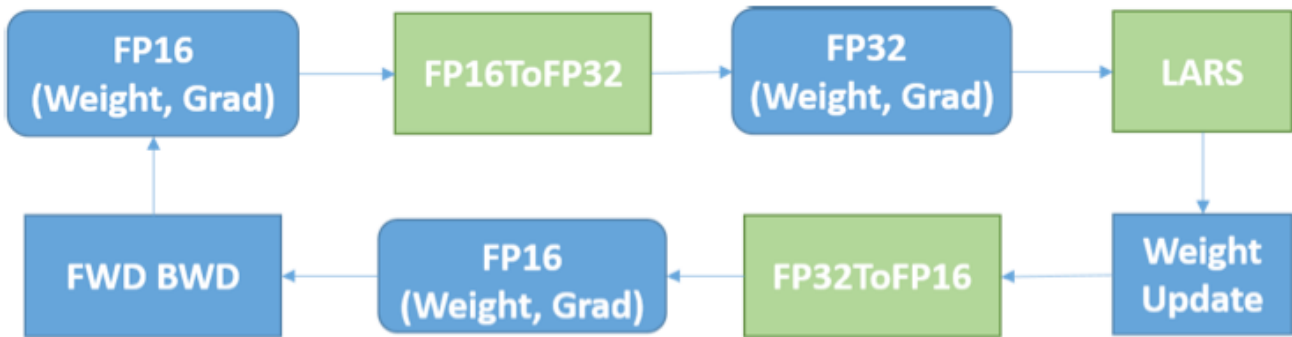 FP16
(Weight, Grad)
FP16ToFP32
FP32
(Weight, Grad)
LARS
FWD BWD
FP16
(Weight, Grad)
FP32ToFP16
Weight
Update